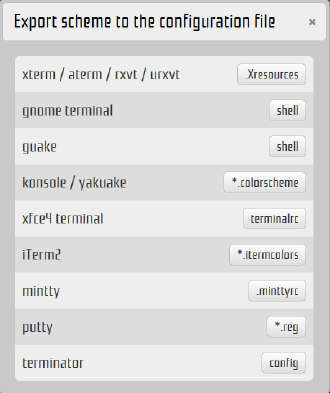 Export scheme to the configuration file ×
xterm / aterm / rxvt / urxvt .Xresources
gnome terminal shell
guake shell
konsole / yakuake *.colorscheme
xfce4 terminal terminalrc
iTerm2 *.itermcolors
mintty .minttyrc
putty *.reg
terminator config